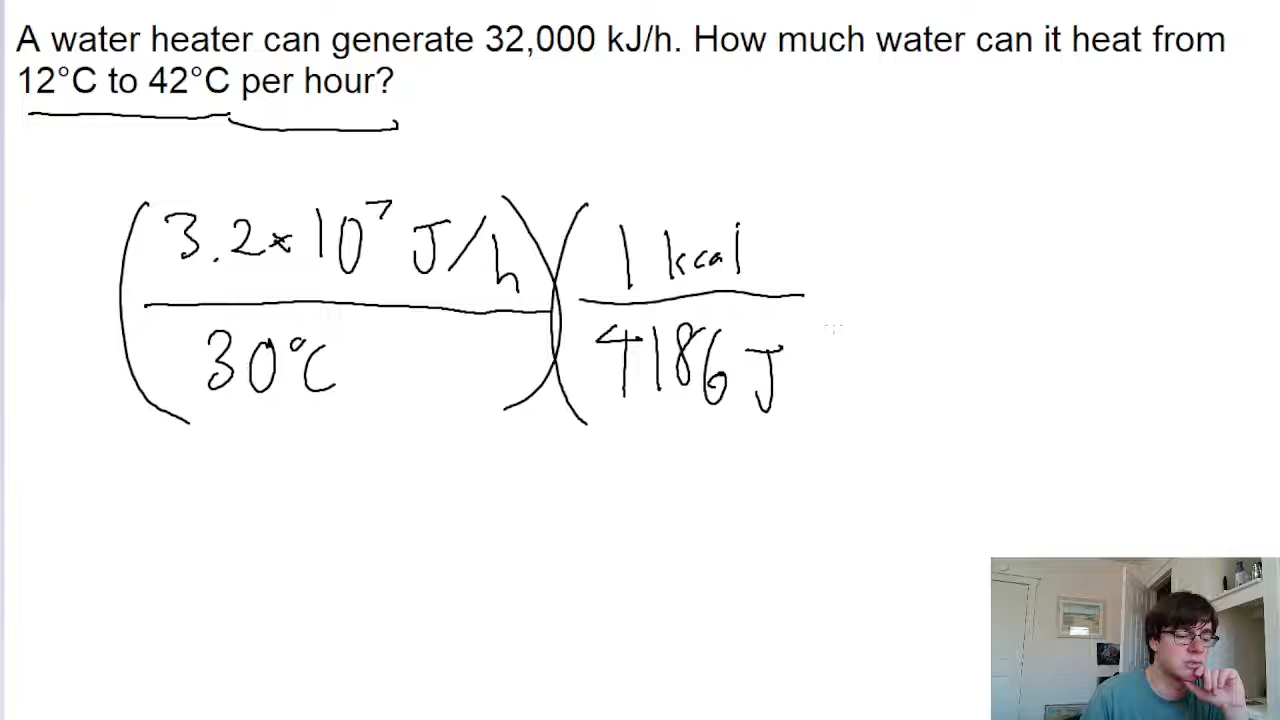 A water heater can generate 32,000 kJ/h. How much water can it heat from
12°C to 42°C per hour?
(3.2×10⁷ J/h / 30°C) (1 kcal / 4186 J